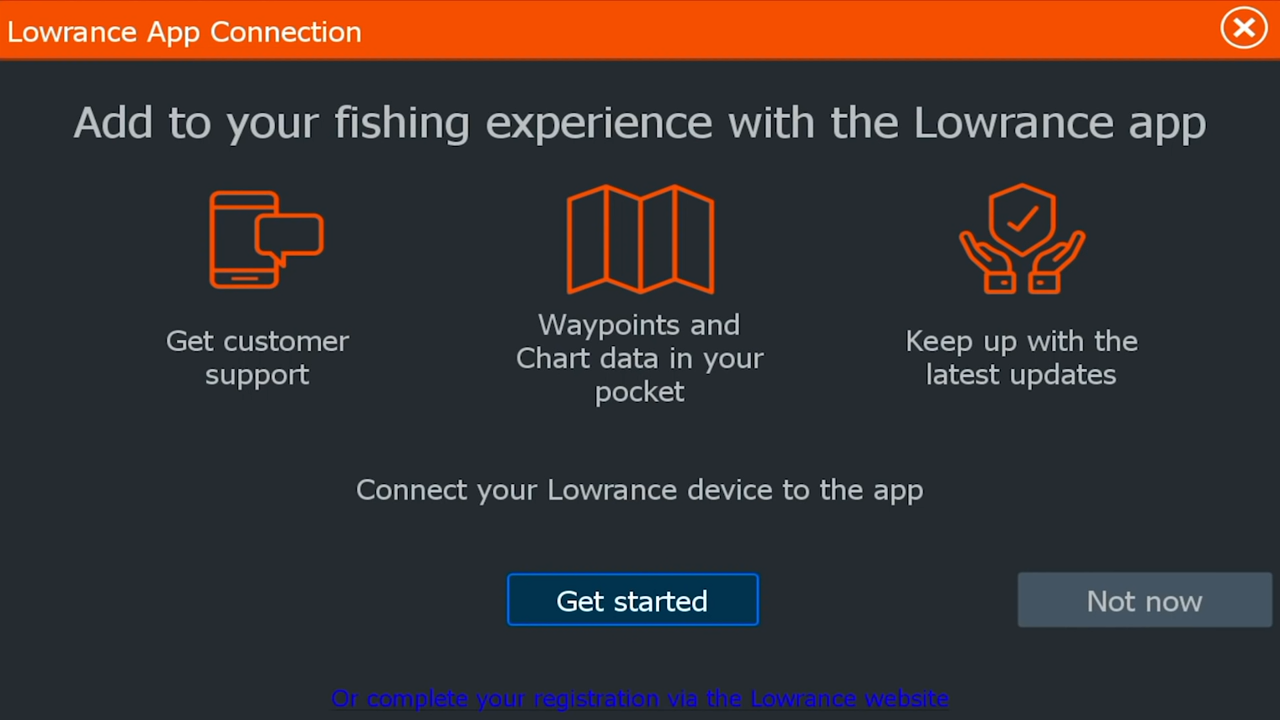 Lowrance App Connection
Add to your fishing experience with the Lowrance app
Get customer
support
Waypoints and
Chart data in your
pocket
Keep up with the
latest updates
Connect your Lowrance device to the app
Get started
Not now
Or complete your registration via the Lowrance website